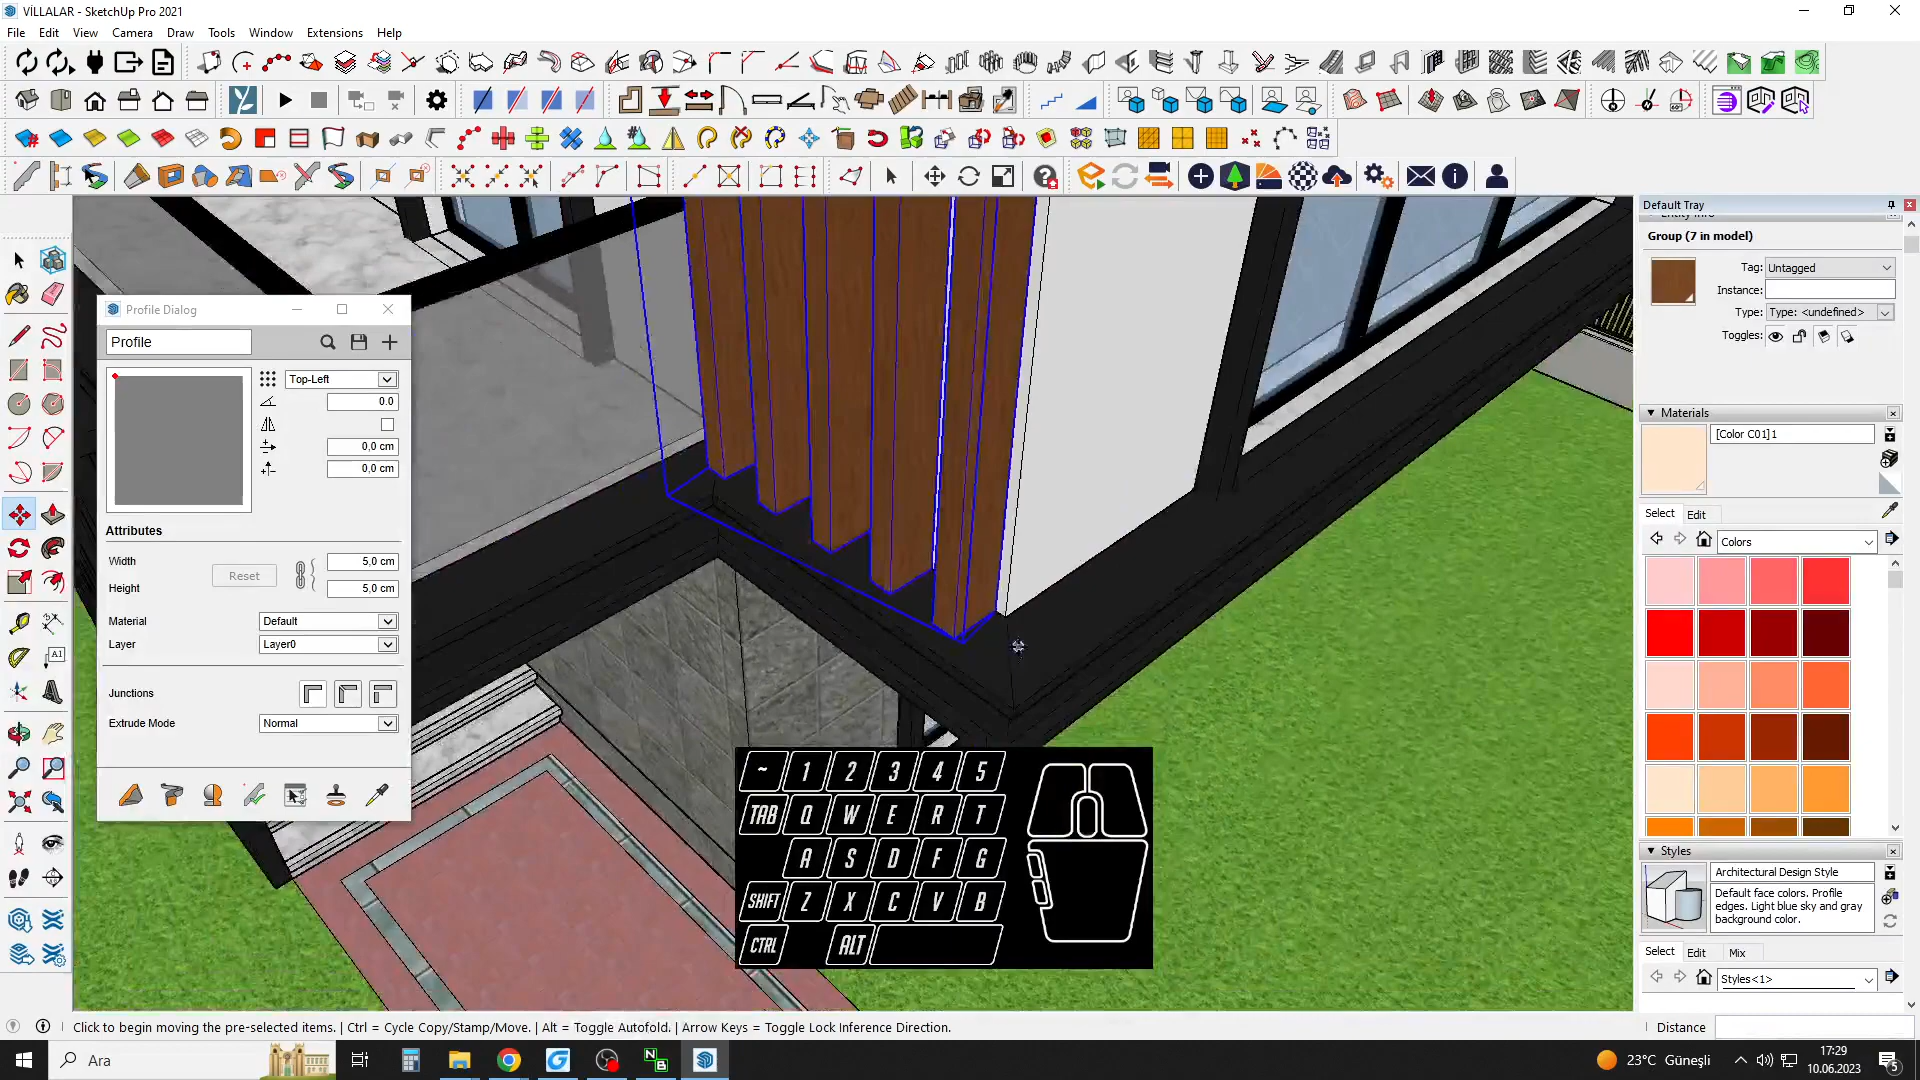 VİLLALAR - SketchUp Pro 2021
File Edit View Camera Draw Tools Window Extensions Help
Default Tray
Group (7 in model)
Tag: Untagged
Instance:
Type: Type: <undefined>
Toggles:
Profile Dialog
Profile
Top-Left
0.0
0,0 cm
0,0 cm
Attributes
Width 5,0 cm
Reset
Height 5,0 cm
Material Default
Layer Layer0
Junctions
Extrude Mode Normal
Materials
[Color C01]1
Select Edit
Colors
Styles
Architectural Design Style
Default face colors. Profile
edges. Light blue sky and gray
background color.
Select Edit Mix
Styles<1>
~ 1 2 3 4 5
TAB Q W E R T
A S D F G
SHIFT Z X C V B
CTRL ALT
A1
Click to begin moving the pre-selected items. | Ctrl = Cycle Copy/Stamp/Move. | Alt = Toggle Autofold. | Arrow Keys = Toggle Lock Inference Direction.
Distance
Ara
N
B
23°C Güneşli
17:29
10.06.2023
5